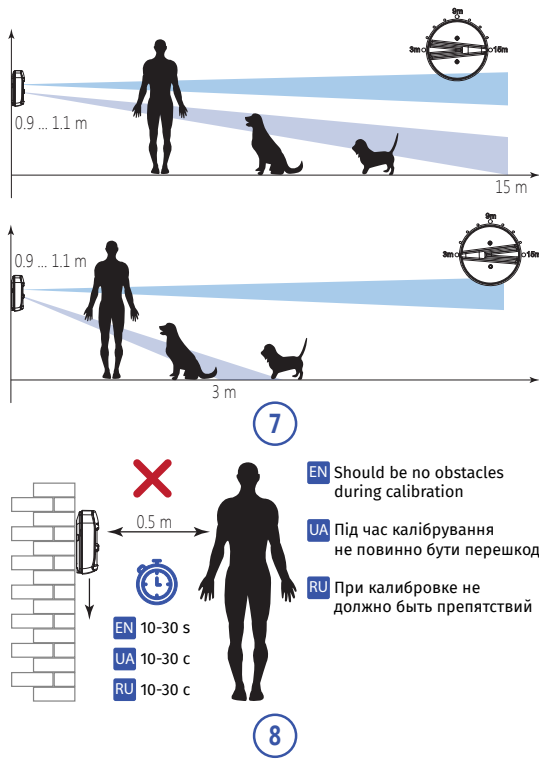 9m
3m
15m
0.9 ... 1.1 m
15 m
9m
3m
15m
0.9 ... 1.1 m
3 m
7
0.5 m
EN 10-30 s
UA 10-30 с
RU 10-30 с
EN Should be no obstacles
during calibration
UA Під час калібрування
не повинно бути перешкод
RU При калибровке не
должно быть препятствий
8